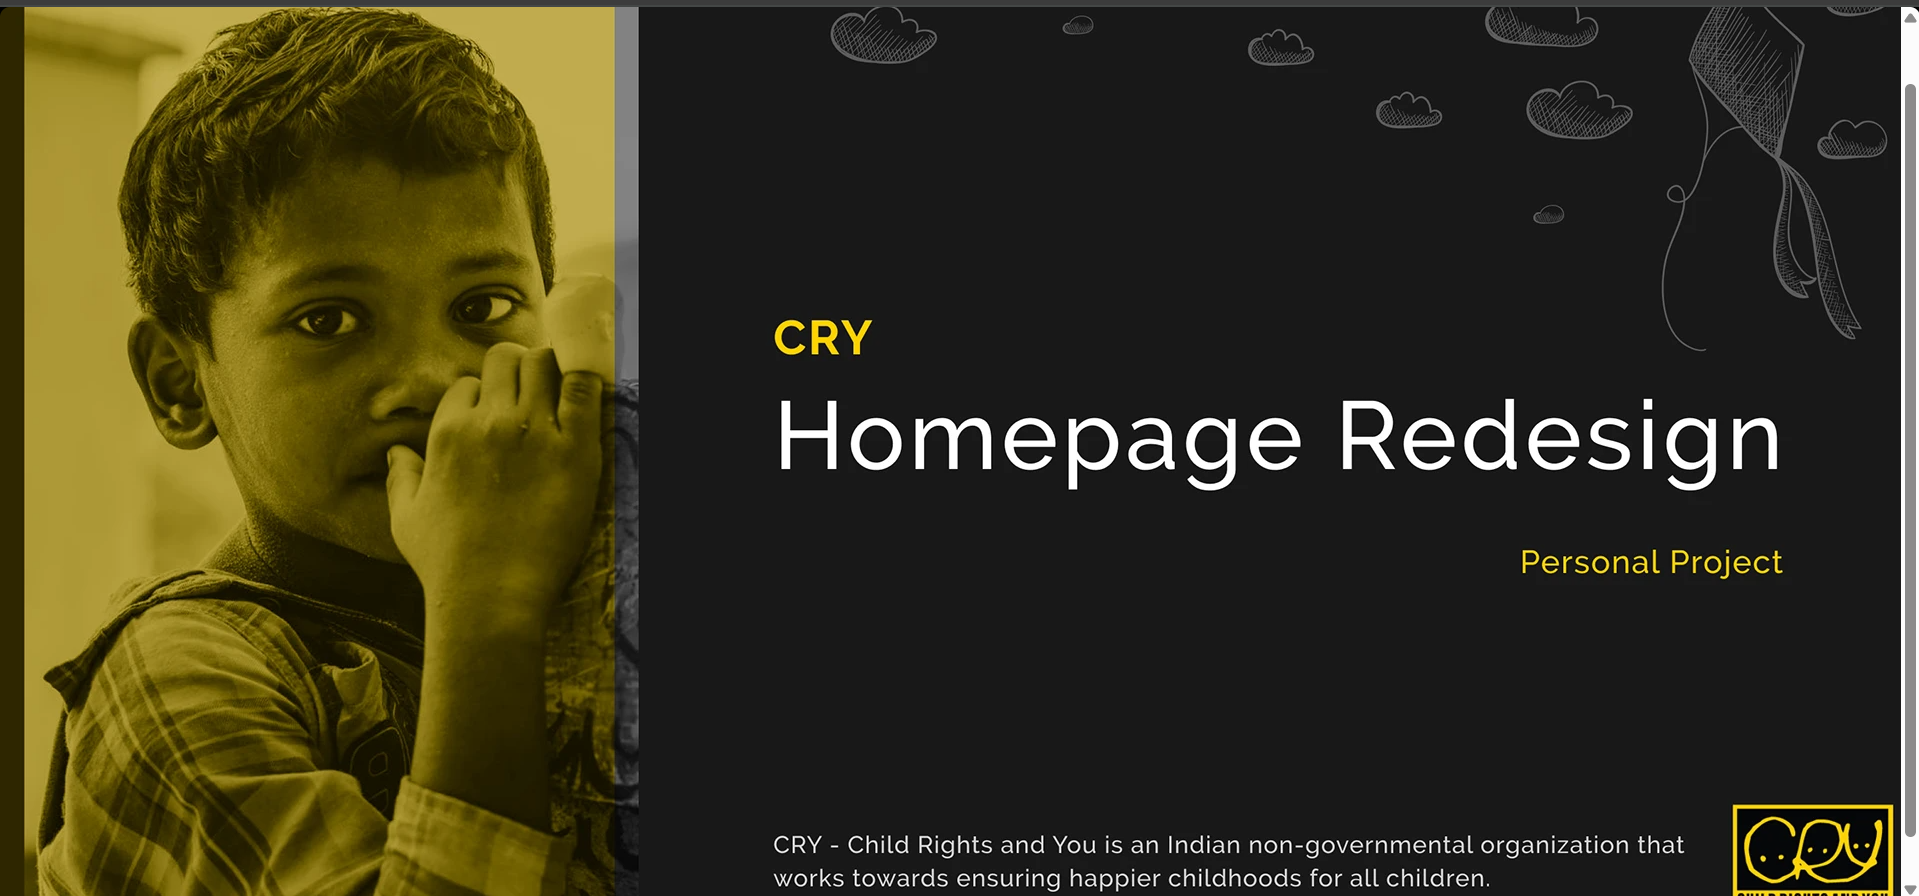 CRY
Homepage Redesign
Personal Project
CRY - Child Rights and You is an Indian non-governmental organization that
works towards ensuring happier childhoods for all children.
CRY